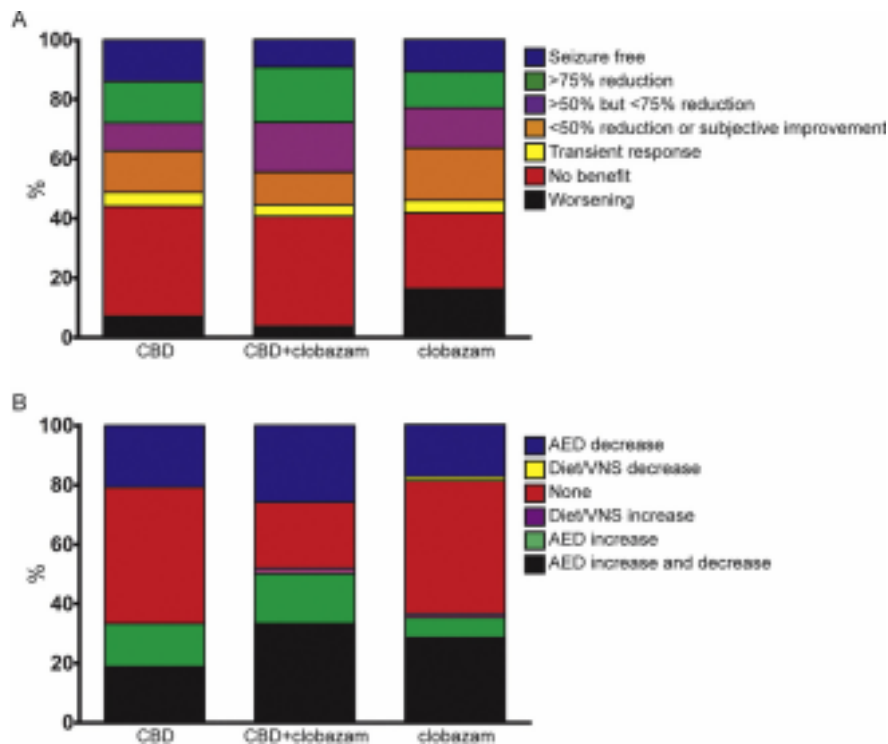 A
100
80
60
40
20
0
%
CBD
CBD+clobazam
clobazam
Seizure free
>75% reduction
>50% but <75% reduction
<50% reduction or subjective improvement
Transient response
No benefit
Worsening
B
100
80
60
40
20
0
%
CBD
CBD+clobazam
clobazam
AED decrease
Diet/VNS decrease
None
Diet/VNS increase
AED increase
AED increase and decrease